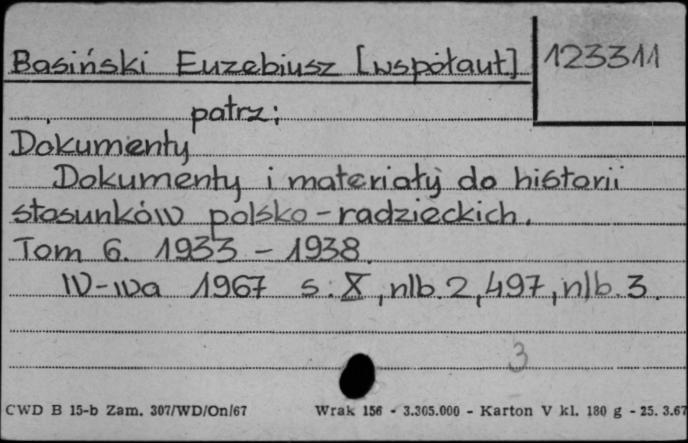 Basiński Euzebiusz [współaut] 123311
patrz:
Dokumenty
Dokumenty i materiały do historii
stosunków polsko-radzieckich.
Tom 6. 1933 - 1938.
W-wa 1967 s. X, nlb. 2, 497, nlb. 3.
3
CWD B 15-b Zam. 307/WD/On/67 Wrak 156 - 3.305.000 - Karton V kl. 180 g - 25. 3.67